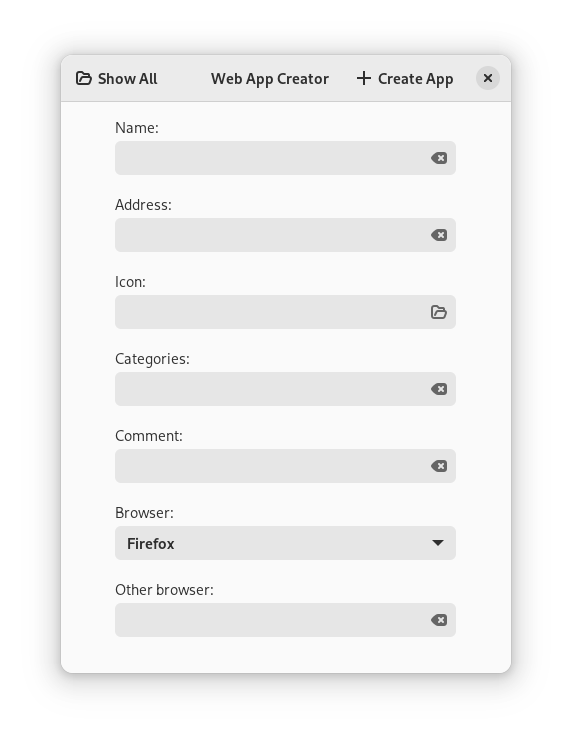 Show All Web App Creator Create App
Name:
Address:
Icon:
Categories:
Comment:
Browser:
Firefox
Other browser: